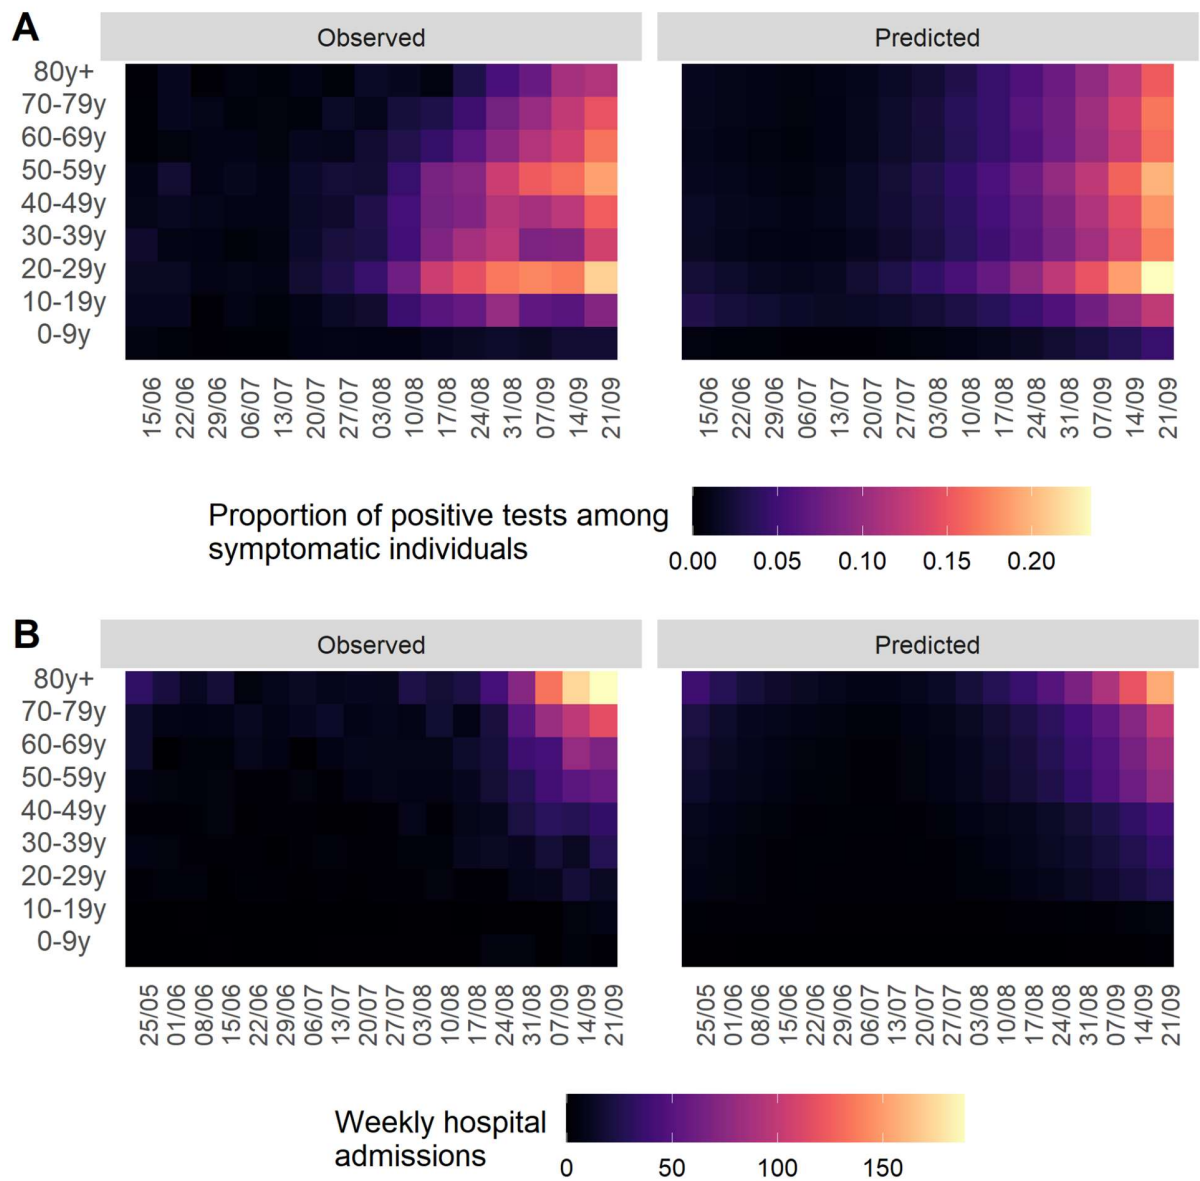 A
Observed
Predicted
80y+
70-79y
60-69y
50-59y
40-49y
30-39y
20-29y
10-19y
0-9y
15/06 22/06 29/06 06/07 13/07 20/07 27/07 03/08 10/08 17/08 24/08 31/08 07/09 14/09 21/09
15/06 22/06 29/06 06/07 13/07 20/07 27/07 03/08 10/08 17/08 24/08 31/08 07/09 14/09 21/09
Proportion of positive tests among
symptomatic individuals
0.00 0.05 0.10 0.15 0.20
B
Observed
Predicted
80y+
70-79y
60-69y
50-59y
40-49y
30-39y
20-29y
10-19y
0-9y
25/05 01/06 08/06 15/06 22/06 29/06 06/07 13/07 20/07 27/07 03/08 10/08 17/08 24/08 31/08 07/09 14/09 21/09
25/05 01/06 08/06 15/06 22/06 29/06 06/07 13/07 20/07 27/07 03/08 10/08 17/08 24/08 31/08 07/09 14/09 21/09
Weekly hospital
admissions
0 50 100 150